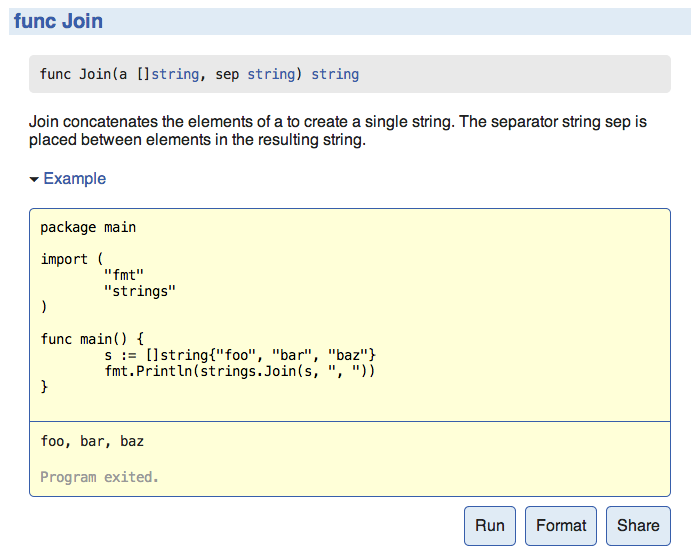 func Join
func Join(a []string, sep string) string
Join concatenates the elements of a to create a single string. The separator string sep is
placed between elements in the resulting string.
Example
package main
import (
"fmt"
"strings"
)
func main() {
s := []string{"foo", "bar", "baz"}
fmt.Println(strings.Join(s, ", "))
}
foo, bar, baz
Program exited.
Run Format Share